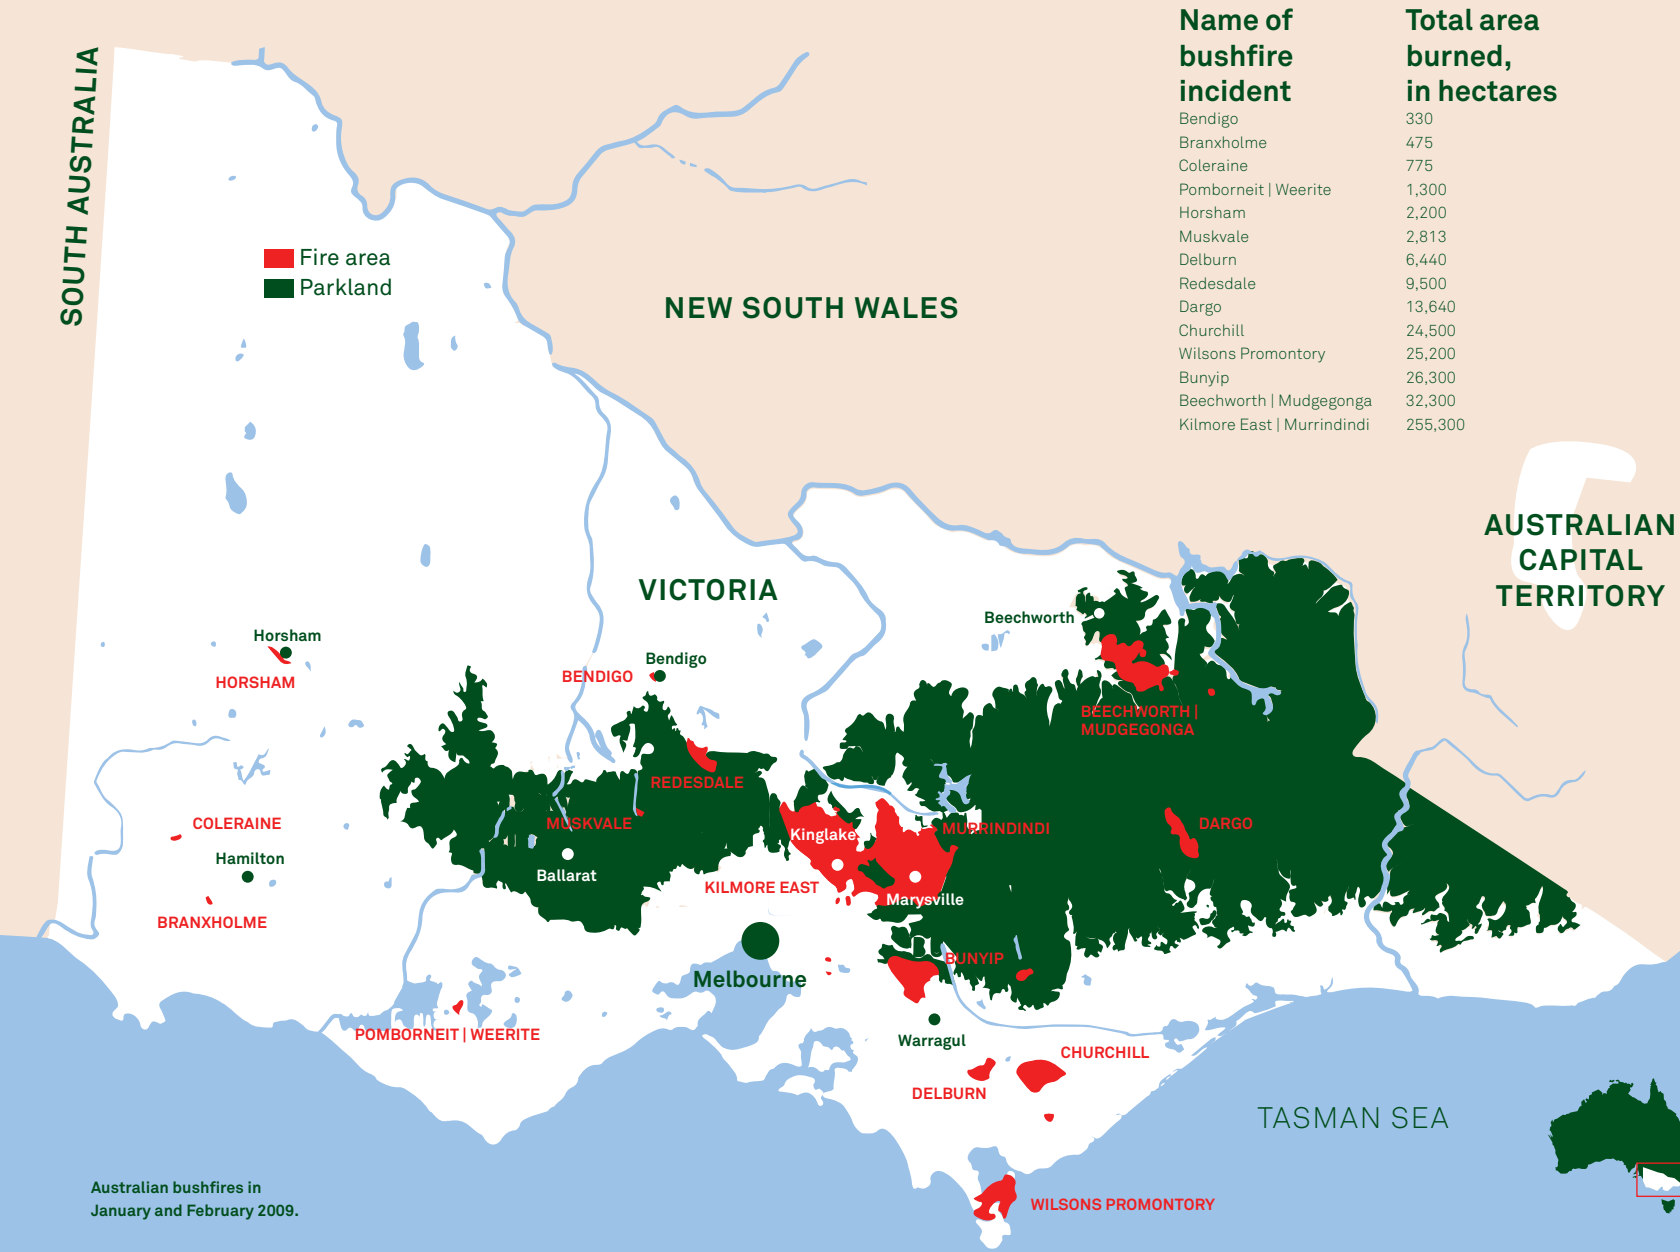 Name of
bushfire
incident
Total area
burned,
in hectares
Bendigo 330
Branxholme 475
Coleraine 775
Pomborneit | Weerite 1,300
Horsham 2,200
Muskvale 2,813
Delburn 6,440
Redesdale 9,500
Dargo 13,640
Churchill 24,500
Wilsons Promontory 25,200
Bunyip 26,300
Beechworth | Mudgegonga 32,300
Kilmore East | Murrindindi 255,300
SOUTH AUSTRALIA
Fire area
Parkland
NEW SOUTH WALES
AUSTRALIAN
CAPITAL
TERRITORY
VICTORIA
Beechworth
Horsham
HORSHAM
Bendigo
BENDIGO
BEECHWORTH |
MUDGEGONGA
REDESDALE
COLERAINE
MUSKVALE
Kinglake
MURRINDINDI
DARGO
Hamilton
Ballarat
KILMORE EAST
Marysville
BRANXHOLME
BUNYIP
Melbourne
POMBORNEIT | WEERITE
Warragul
CHURCHILL
DELBURN
TASMAN SEA
WILSONS PROMONTORY
Australian bushfires in
January and February 2009.